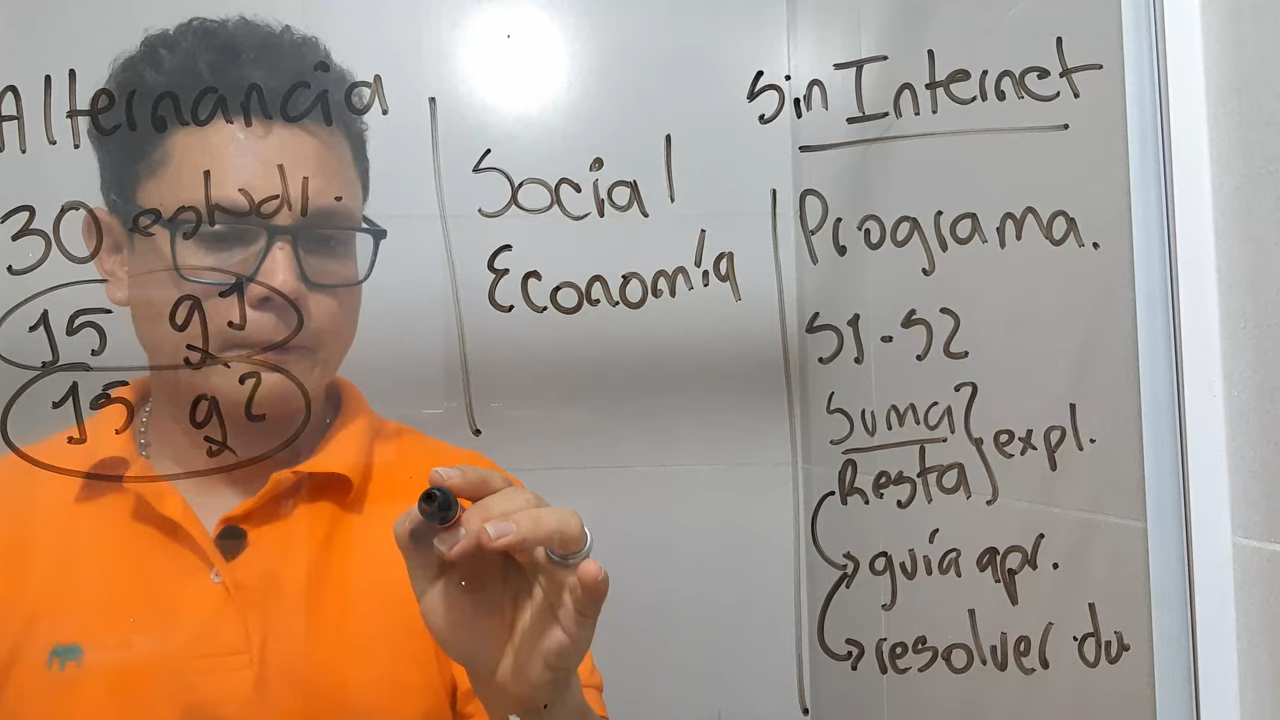 Alternancia
30 estudi.
15 g1
15 g2
Social
Economía
Sin Internet
Programa.
S1 - S2
Suma
Resta } expl.
guía apr.
resolver du